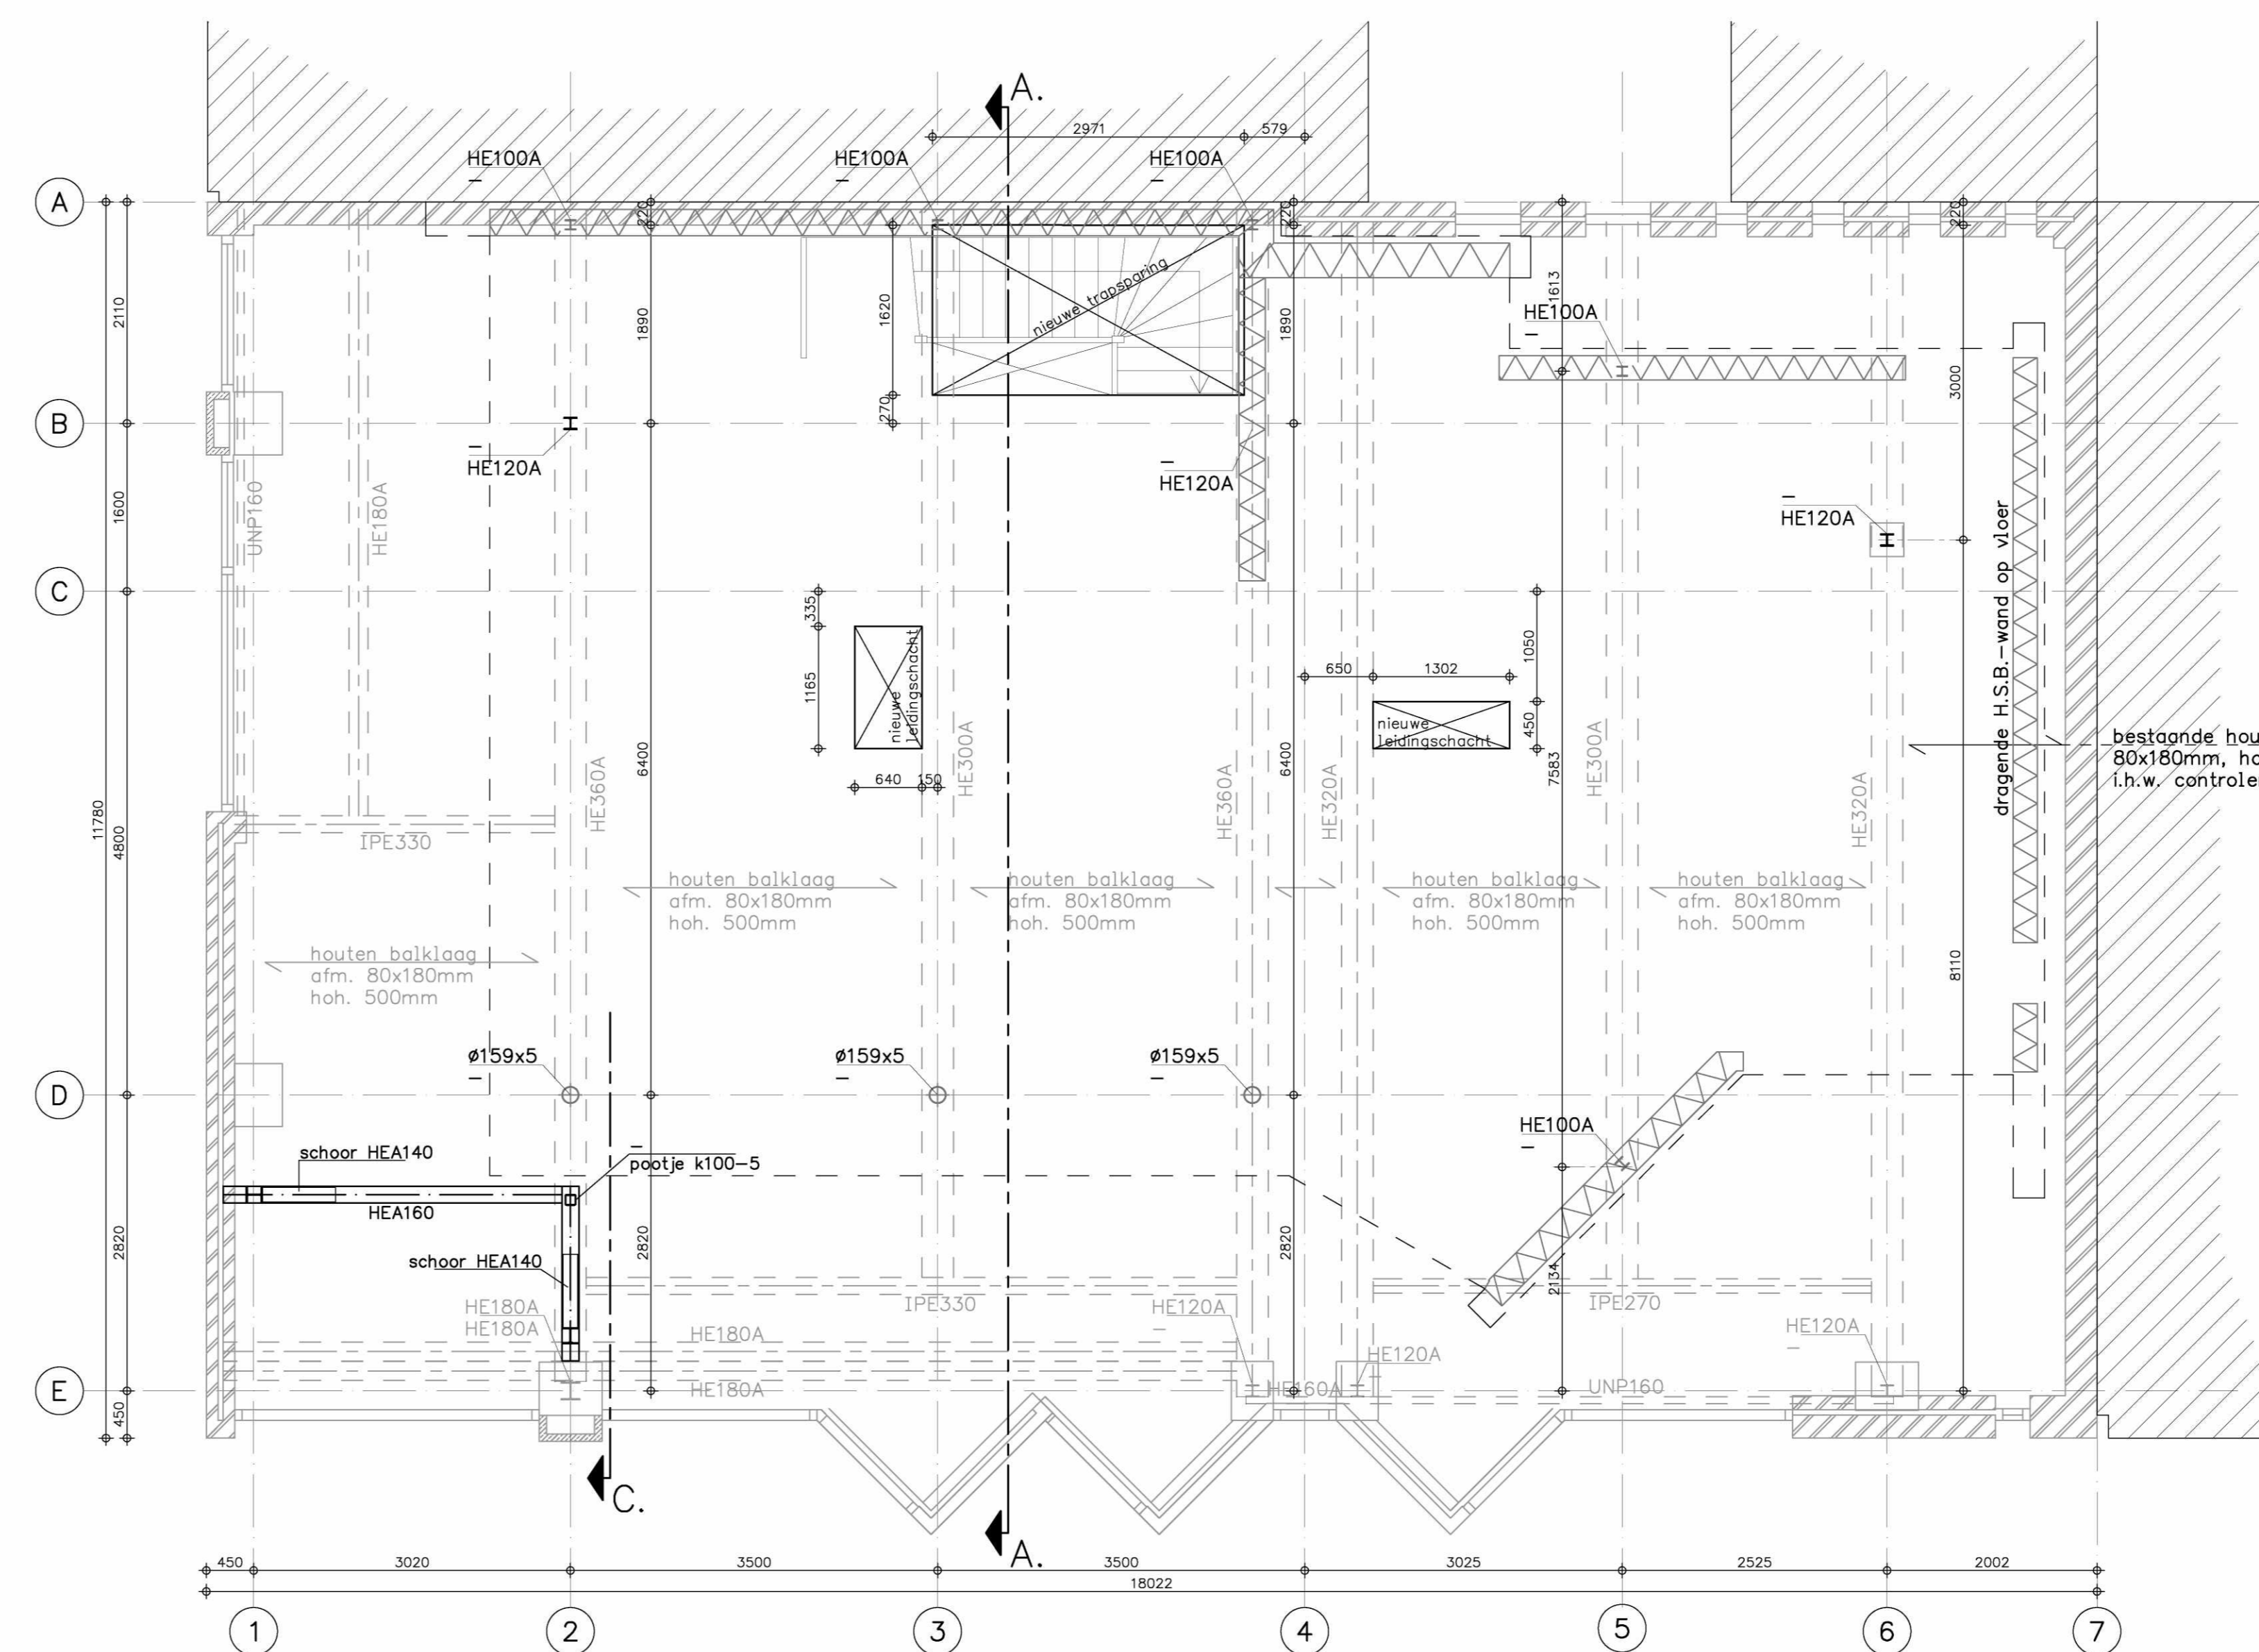 A.
2971
579
HE100A
HE100A
HE100A
A
220
220
220
2110
1890
1620
nieuwe trapsparing
1890
1613
HE100A
3000
270
B
HE120A
HE120A
HE120A
1600
UNP160
HE180A
C
335
1165
nieuwe
leidingschacht
650
1302
1050
450
nieuwe
leidingschacht
dragende H.S.B.-wand op vloer
640
150
11780
4800
6400
6400
7583
HE360A
HE300A
HE360A
HE320A
HE300A
HE320A
bestaande hou
80x180mm, ho
i.h.w. controle
IPE330
houten balklaag
afm. 80x180mm
hoh. 500mm
houten balklaag
afm. 80x180mm
hoh. 500mm
houten balklaag
afm. 80x180mm
hoh. 500mm
houten balklaag
afm. 80x180mm
hoh. 500mm
houten balklaag
afm. 80x180mm
hoh. 500mm
8110
ø159x5
ø159x5
ø159x5
D
HE100A
schoor HEA140
pootje k100-5
HEA160
2820
2820
2820
2134
schoor HEA140
HE180A
HE180A
HE180A
IPE330
HE120A
IPE270
HE120A
HE120A
E
HE180A
HE160A
UNP160
450
C.
A.
450
3020
3500
3500
3025
2525
2002
18022
1
2
3
4
5
6
7